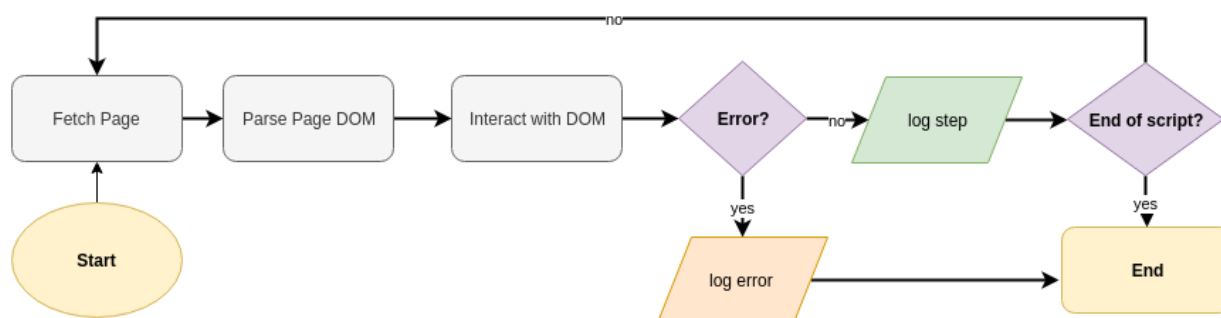 no
Fetch Page
Parse Page DOM
Interact with DOM
Error?
no
log step
End of script?
yes
yes
Start
log error
End